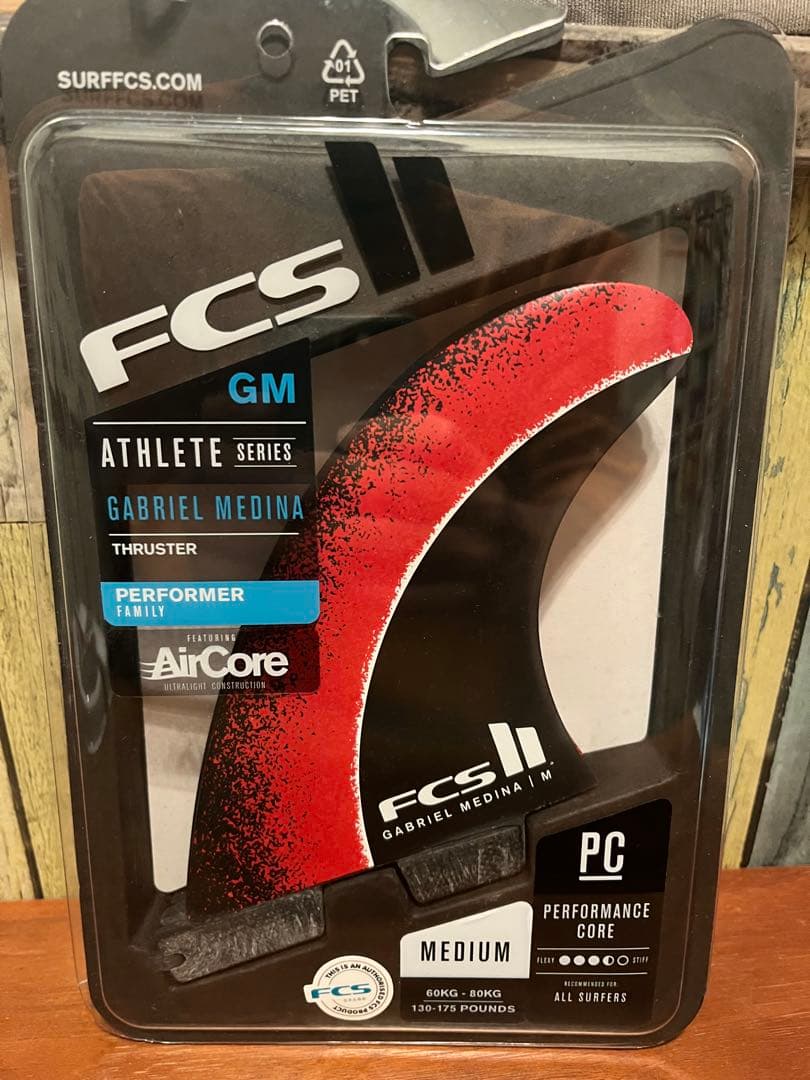 SURFFCS.COM
01
PET
FCS II
GM
ATHLETE SERIES
GABRIEL MEDINA
THRUSTER
PERFORMER
FAMILY
FEATURING
AirCore
ULTRALIGHT CONSTRUCTION
FCS II
GABRIEL MEDINA | M
PC
PERFORMANCE
CORE
FLEXY STIFF
RECOMMENDED FOR:
ALL SURFERS
MEDIUM
60KG - 80KG
130-175 POUNDS
THIS IS AN AUTHORISED
FCS
FCS PRODUCT